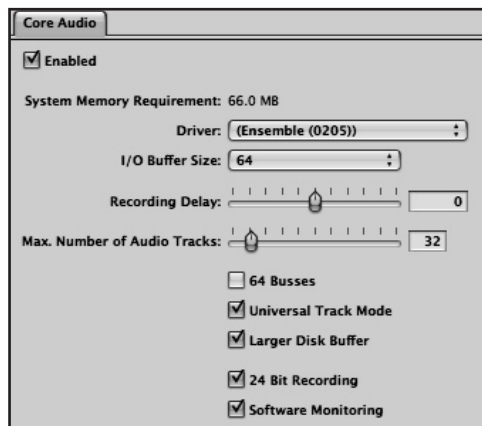 Core Audio
Enabled
System Memory Requirement: 66.0 MB
Driver: (Ensemble (0205))
I/O Buffer Size: 64
Recording Delay: 0
Max. Number of Audio Tracks: 32
64 Busses
Universal Track Mode
Larger Disk Buffer
24 Bit Recording
Software Monitoring